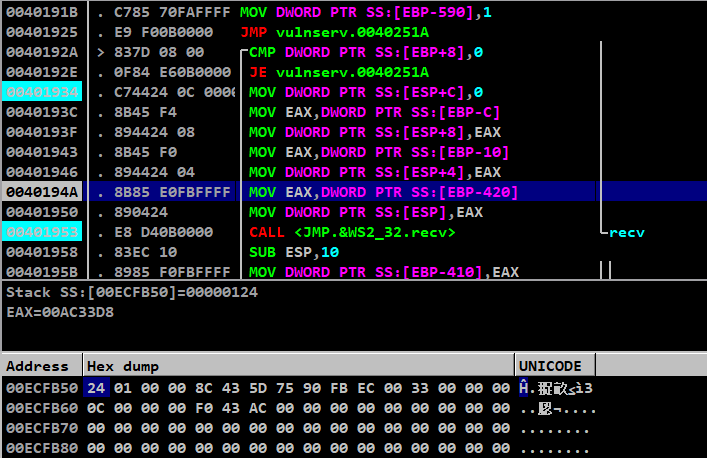 0040191B . C785 70FAFFFF MOV DWORD PTR SS:[EBP-590],1
00401925 . E9 F00B0000 JMP vulnserv.0040251A
0040192A > 837D 08 00 CMP DWORD PTR SS:[EBP+8],0
0040192E . 0F84 E60B0000 JE vulnserv.0040251A
00401934 . C74424 0C 0000 MOV DWORD PTR SS:[ESP+C],0
0040193C . 8B45 F4 MOV EAX,DWORD PTR SS:[EBP-C]
0040193F . 894424 08 MOV DWORD PTR SS:[ESP+8],EAX
00401943 . 8B45 F0 MOV EAX,DWORD PTR SS:[EBP-10]
00401946 . 894424 04 MOV DWORD PTR SS:[ESP+4],EAX
0040194A . 8B85 E0FBFFFF MOV EAX,DWORD PTR SS:[EBP-420]
00401950 . 890424 MOV DWORD PTR SS:[ESP],EAX
00401953 . E8 D40B0000 CALL <JMP.&WS2_32.recv> recv
00401958 . 83EC 10 SUB ESP,10
0040195B . 8985 F0FBFFFF MOV DWORD PTR SS:[EBP-410],EAX
Stack SS:[00ECFB50]=00000124
EAX=00AC33D8
Address Hex dump UNICODE
00ECFB50 24 01 00 00 8C 43 5D 75 90 FB EC 00 33 00 00 00
00ECFB60 0C 00 00 00 F0 43 AC 00 00 00 00 00 00 00 00 00
00ECFB70 00 00 00 00 00 00 00 00 00 00 00 00 00 00 00 00 ........
00ECFB80 00 00 00 00 00 00 00 00 00 00 00 00 00 00 00 00 ........